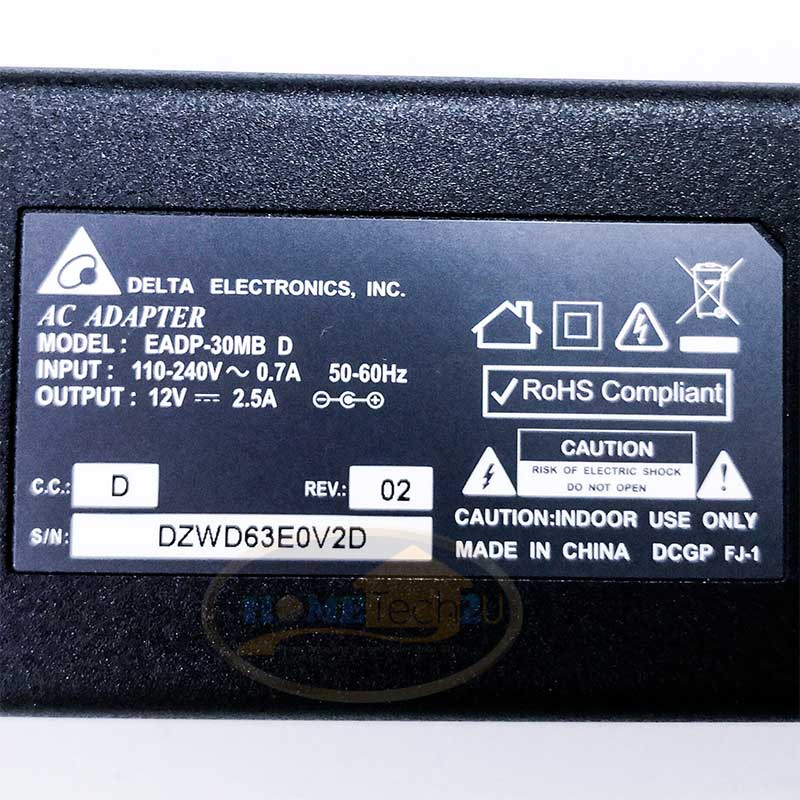 DELTA ELECTRONICS, INC.
AC ADAPTER
MODEL: EADP-30MB D
INPUT: 110-240V~ 0.7A 50-60Hz
OUTPUT: 12V ⎓ 2.5A
RoHS Compliant
CAUTION
RISK OF ELECTRIC SHOCK
DO NOT OPEN
C.C.: D REV.: 02
S/N: DZWD63E0V2D
CAUTION:INDOOR USE ONLY
MADE IN CHINA DCGP FJ-1
HOMETech2U